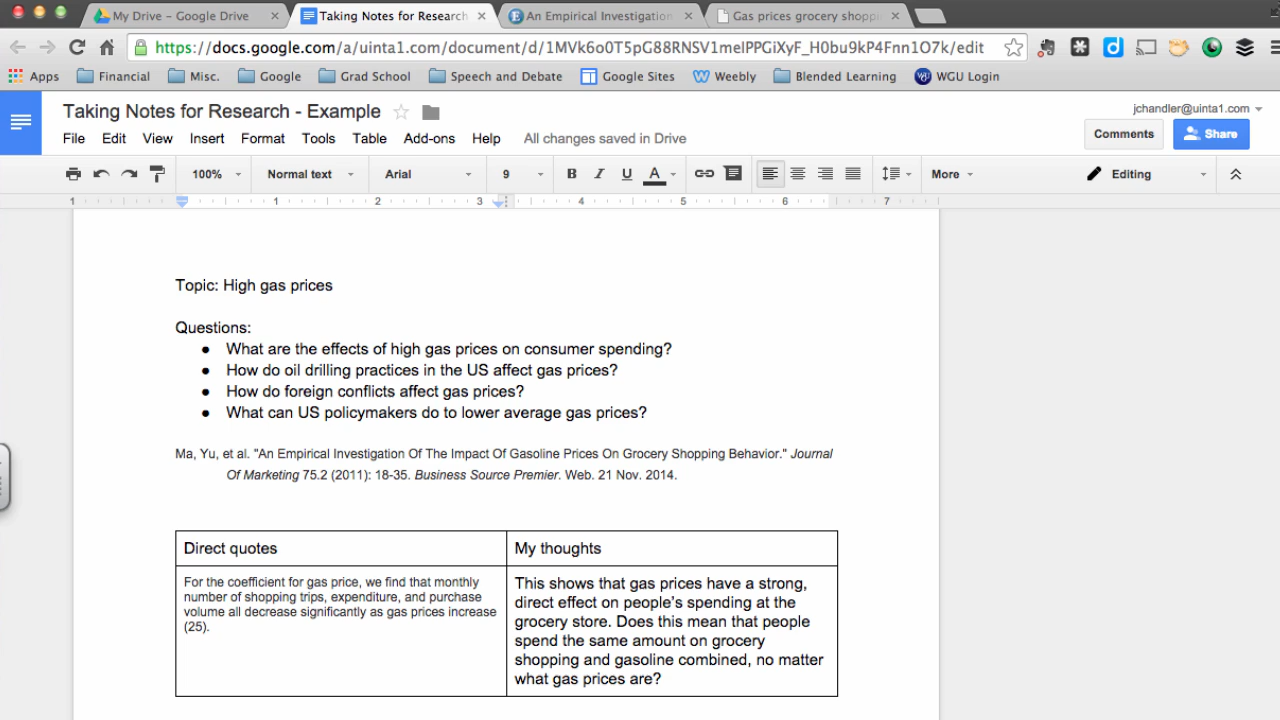 My Drive - Google Drive
Taking Notes for Research
An Empirical Investigation
Gas prices grocery shopp
https://docs.google.com/a/uinta1.com/document/d/1MVk6o0T5pG88RNSV1melPPGiXyF_H0bu9kP4Fnn1O7k/edit
Apps Financial Misc. Google Grad School Speech and Debate Google Sites Weebly Blended Learning WGU Login
Taking Notes for Research - Example
jchandler@uinta1.com
File Edit View Insert Format Tools Table Add-ons Help All changes saved in Drive
Comments Share
100% Normal text Arial 9 B I U A More Editing
1 1 2 3 4 5 6 7
Topic: High gas prices
Questions:
● What are the effects of high gas prices on consumer spending?
● How do oil drilling practices in the US affect gas prices?
● How do foreign conflicts affect gas prices?
● What can US policymakers do to lower average gas prices?
Ma, Yu, et al. "An Empirical Investigation Of The Impact Of Gasoline Prices On Grocery Shopping Behavior." Journal
Of Marketing 75.2 (2011): 18-35. Business Source Premier. Web. 21 Nov. 2014.
Direct quotes
My thoughts
For the coefficient for gas price, we find that monthly
number of shopping trips, expenditure, and purchase
volume all decrease significantly as gas prices increase
(25).
This shows that gas prices have a strong,
direct effect on people's spending at the
grocery store. Does this mean that people
spend the same amount on grocery
shopping and gasoline combined, no matter
what gas prices are?